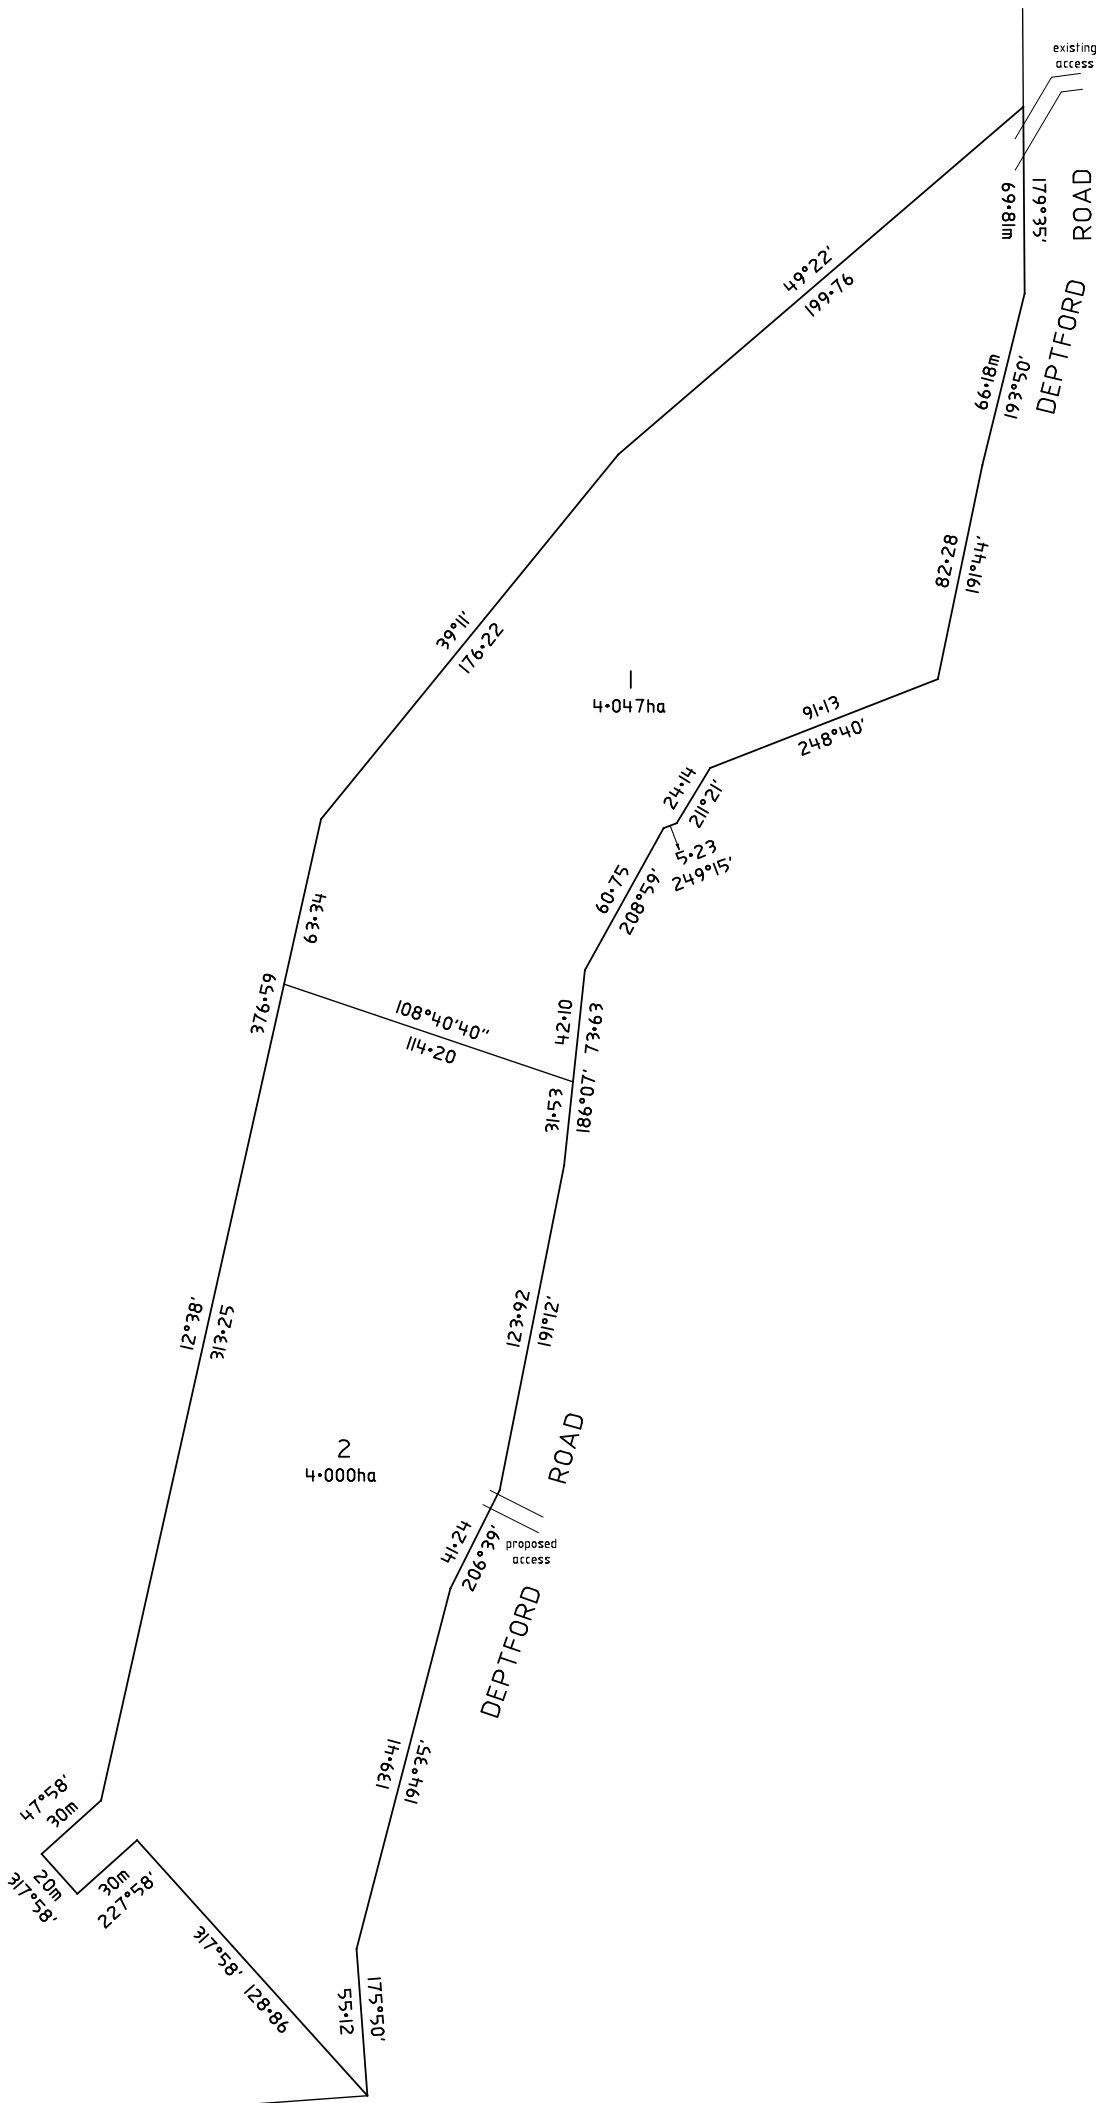 existing
access
179°35'
69·81m
ROAD
DEPTFORD
49°22'
199·76
66·18m
193°50'
82·28
191°44'
39°11'
176·22
1
4·047ha
91·13
248°40'
24·14
211°21'
5·23
249°15'
60·75
208°59'
63·34
376·59
108°40'40"
114·20
42·10
73·63
31·53
186°07'
12°38'
313·25
123·92
191°12'
2
4·000ha
ROAD
41·24
206°39'
proposed
access
DEPTFORD
139·41
194°35'
47°58'
30m
20m
317°58'
30m
227°58'
317°58' 128·86
175°50'
55·12